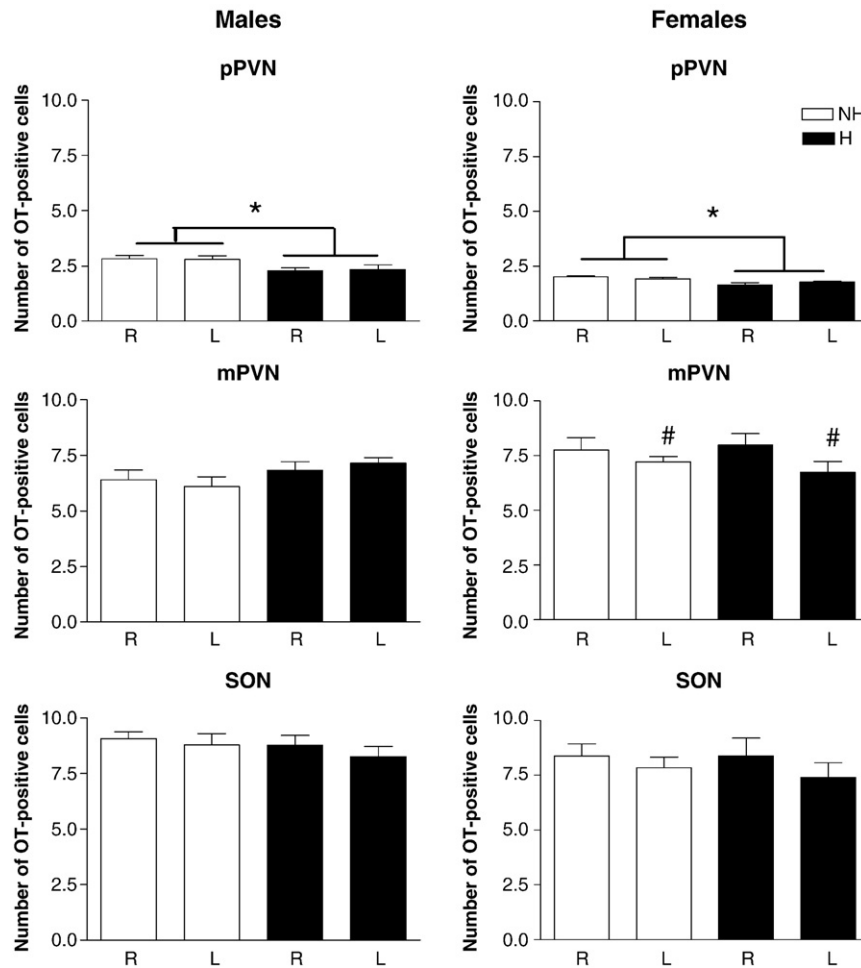 Males
Females
pPVN
pPVN
Number of OT-positive cells
10.0
7.5
5.0
2.5
0.0
*
R
L
R
L
Number of OT-positive cells
10.0
7.5
5.0
2.5
0.0
*
NH
H
R
L
R
L
mPVN
mPVN
Number of OT-positive cells
10.0
7.5
5.0
2.5
0.0
R
L
R
L
Number of OT-positive cells
10.0
7.5
5.0
2.5
0.0
#
#
R
L
R
L
SON
SON
Number of OT-positive cells
10.0
7.5
5.0
2.5
0.0
R
L
R
L
Number of OT-positive cells
10.0
7.5
5.0
2.5
0.0
R
L
R
L